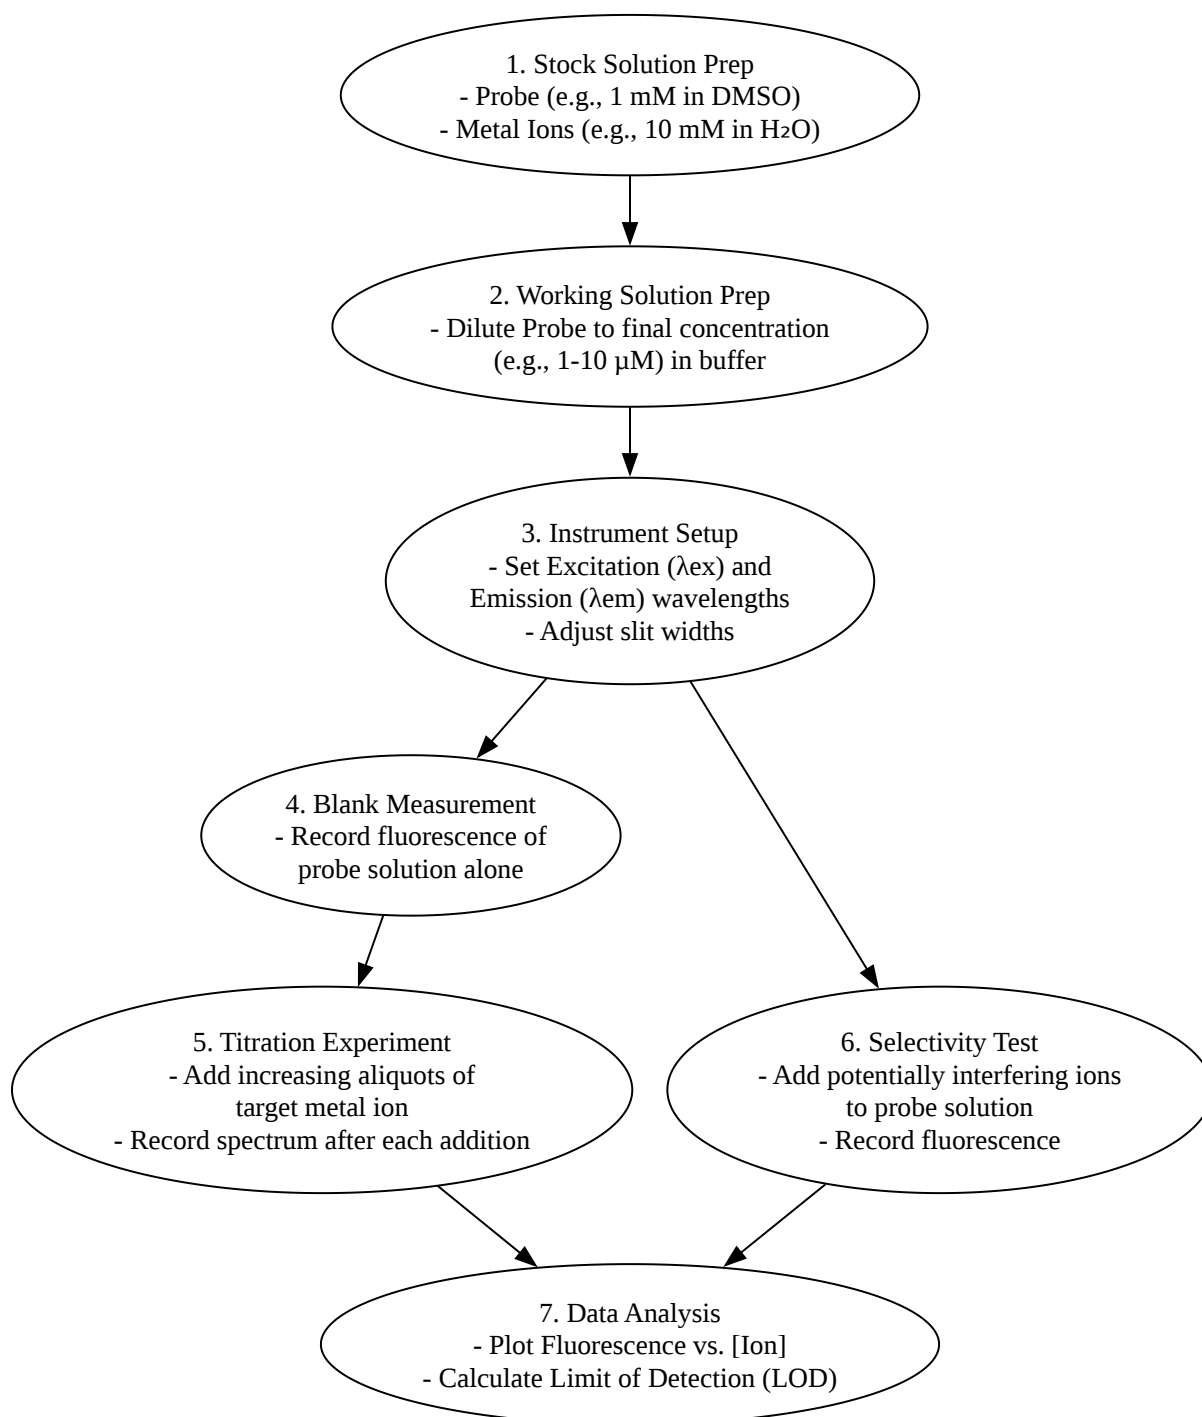 1. Stock Solution Prep
- Probe (e.g., 1 mM in DMSO)
- Metal Ions (e.g., 10 mM in H₂O)
2. Working Solution Prep
- Dilute Probe to final concentration
(e.g., 1-10 µM) in buffer
3. Instrument Setup
- Set Excitation (λex) and
Emission (λem) wavelengths
- Adjust slit widths
4. Blank Measurement
- Record fluorescence of
probe solution alone
5. Titration Experiment
- Add increasing aliquots of
target metal ion
- Record spectrum after each addition
6. Selectivity Test
- Add potentially interfering ions
to probe solution
- Record fluorescence
7. Data Analysis
- Plot Fluorescence vs. [Ion]
- Calculate Limit of Detection (LOD)